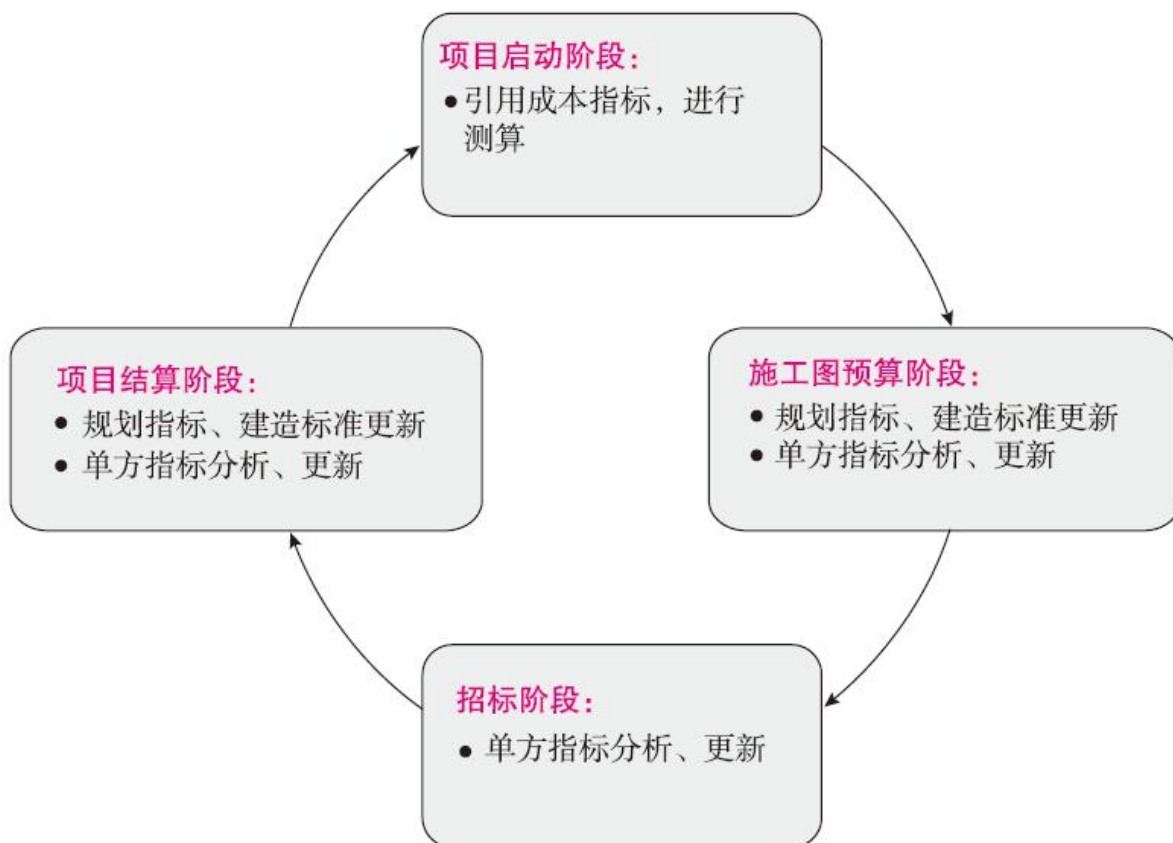 项目启动阶段：
●引用成本指标，进行
测算
项目结算阶段：
● 规划指标、建造标准更新
● 单方指标分析、更新
施工图预算阶段：
● 规划指标、建造标准更新
● 单方指标分析、更新
招标阶段：
● 单方指标分析、更新